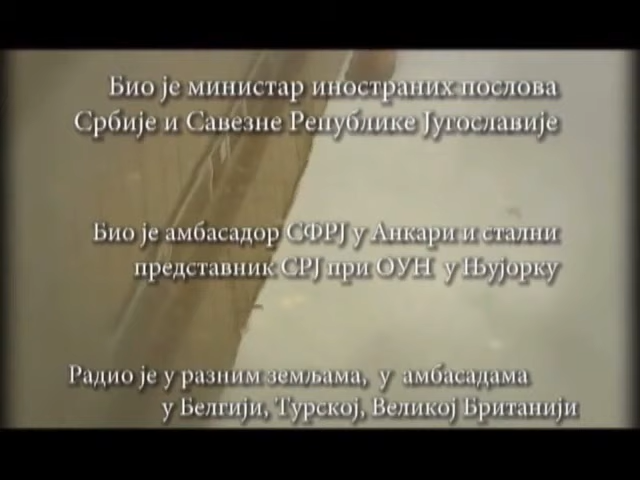 Био је министар иностраних послова
Србије и Савезне Републике Југославије
Био је амбасадор СФРЈ у Анкари и стални
представник СРЈ при ОУН у Њујорку
Радио је у разним земљама, у амбасадама
у Белгији, Турској, Великој Британији